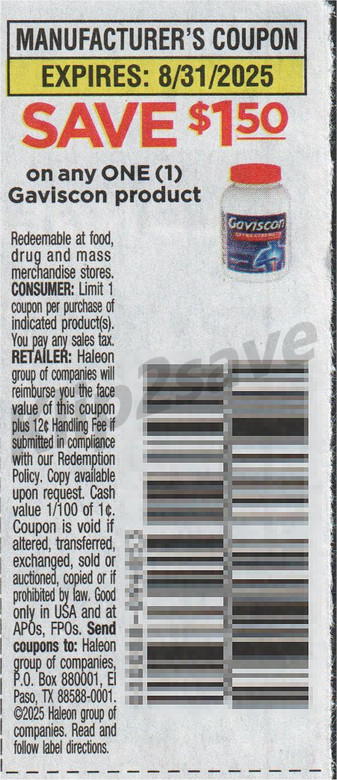 MANUFACTURER'S COUPON
EXPIRES: 8/31/2025
SAVE $1.50
on any ONE (1)
Gaviscon product
Gaviscon
Redeemable at food,
drug and mass
merchandise stores.
CONSUMER: Limit 1
coupon per purchase of
indicated product(s).
You pay any sales tax.
RETAILER: Haleon
group of companies will
reimburse you the face
value of this coupon
plus 12¢ Handling Fee if
submitted in compliance
with our Redemption
Policy. Copy available
upon request. Cash
value 1/100 of 1¢.
Coupon is void if
altered, transferred,
exchanged, sold or
auctioned, copied or if
prohibited by law. Good
only in USA and at
APOs, FPOs. Send
coupons to: Haleon
group of companies,
P.O. Box 880001, El
Paso, TX 88588-0001.
©2025 Haleon group of
companies. Read and
follow label directions.